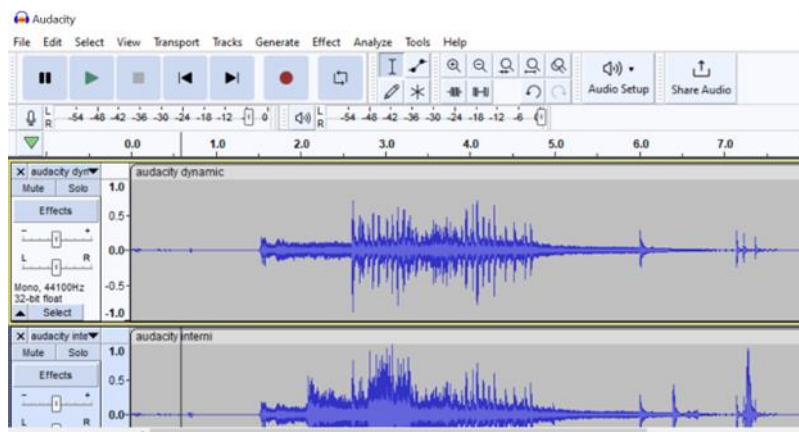 Audacity
File Edit Select View Transport Tracks Generate Effect Analyze Tools Help
Audio Setup Share Audio
L R -54 -48 -42 -36 -30 -24 -18 -12 0 L R -54 -48 -42 -36 -30 -24 -18 -12 -6
0.0 1.0 2.0 3.0 4.0 5.0 6.0 7.0
audacity dyn audacity dynamic
Mute Solo 1.0
Effects 0.5
- + 0.0
L R
Mono, 44100Hz -0.5
32-bit float
Select -1.0
audacity inte audacity interni
Mute Solo 1.0
Effects 0.5
- + 0.0
L R